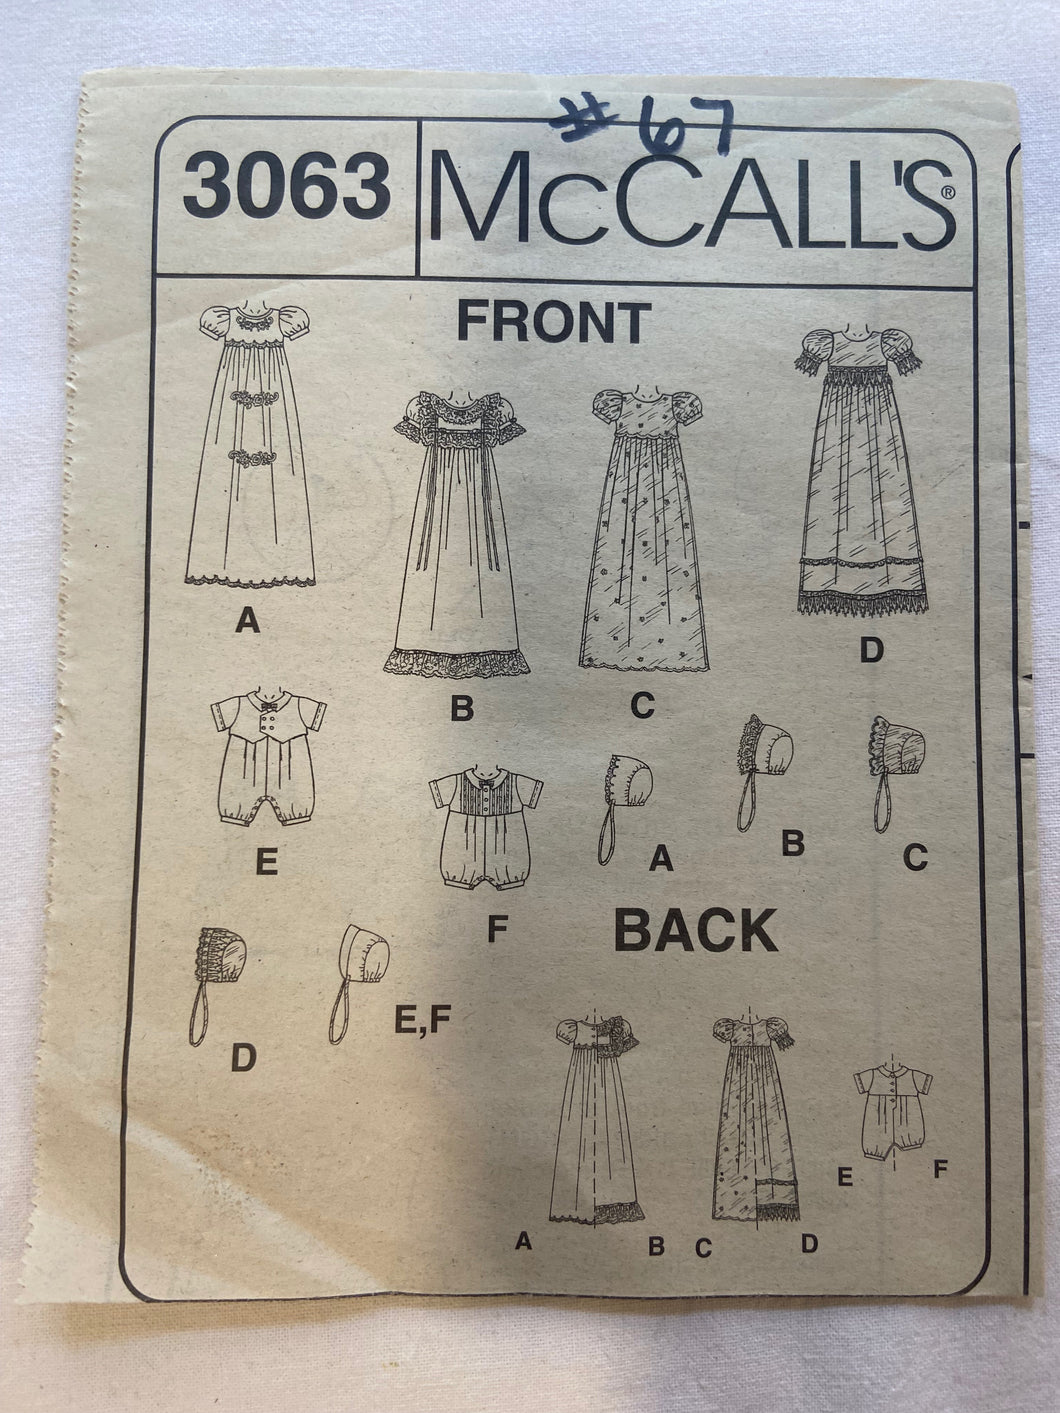 # 67
3063 McCALL'S®
FRONT
A
B
C
D
E
F
A
B
C
D
E,F
BACK
A B C D
E F